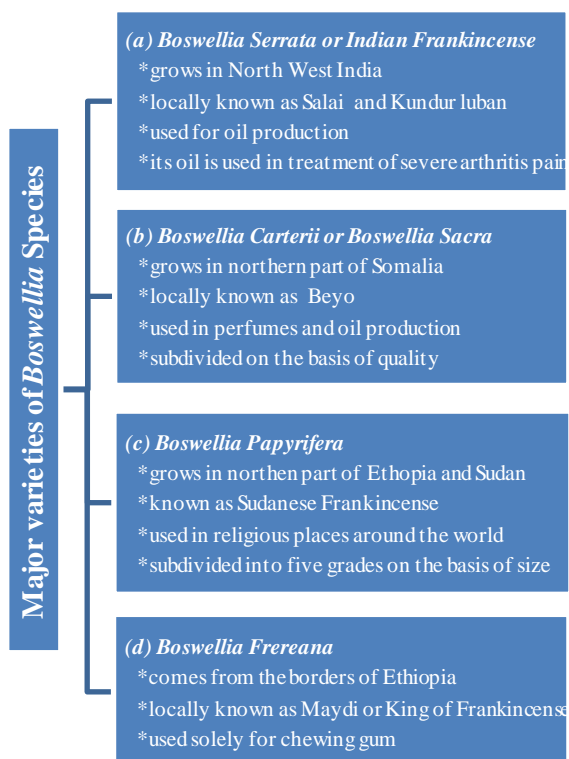 Major varieties of Boswellia Species
(a) Boswellia Serrata or Indian Frankincense
*grows in North West India
*locally known as Salai and Kundur luban
*used for oil production
*its oil is used in treatment of severe arthritis pain
(b) Boswellia Carterii or Boswellia Sacra
*grows in northern part of Somalia
*locally known as Beyo
*used in perfumes and oil production
*subdivided on the basis of quality
(c) Boswellia Papyrifera
*grows in northen part of Ethopia and Sudan
*known as Sudanese Frankincense
*used in religious places around the world
*subdivided into five grades on the basis of size
(d) Boswellia Frereana
*comes from the borders of Ethiopia
*locally known as Maydi or King of Frankincense
*used solely for chewing gum